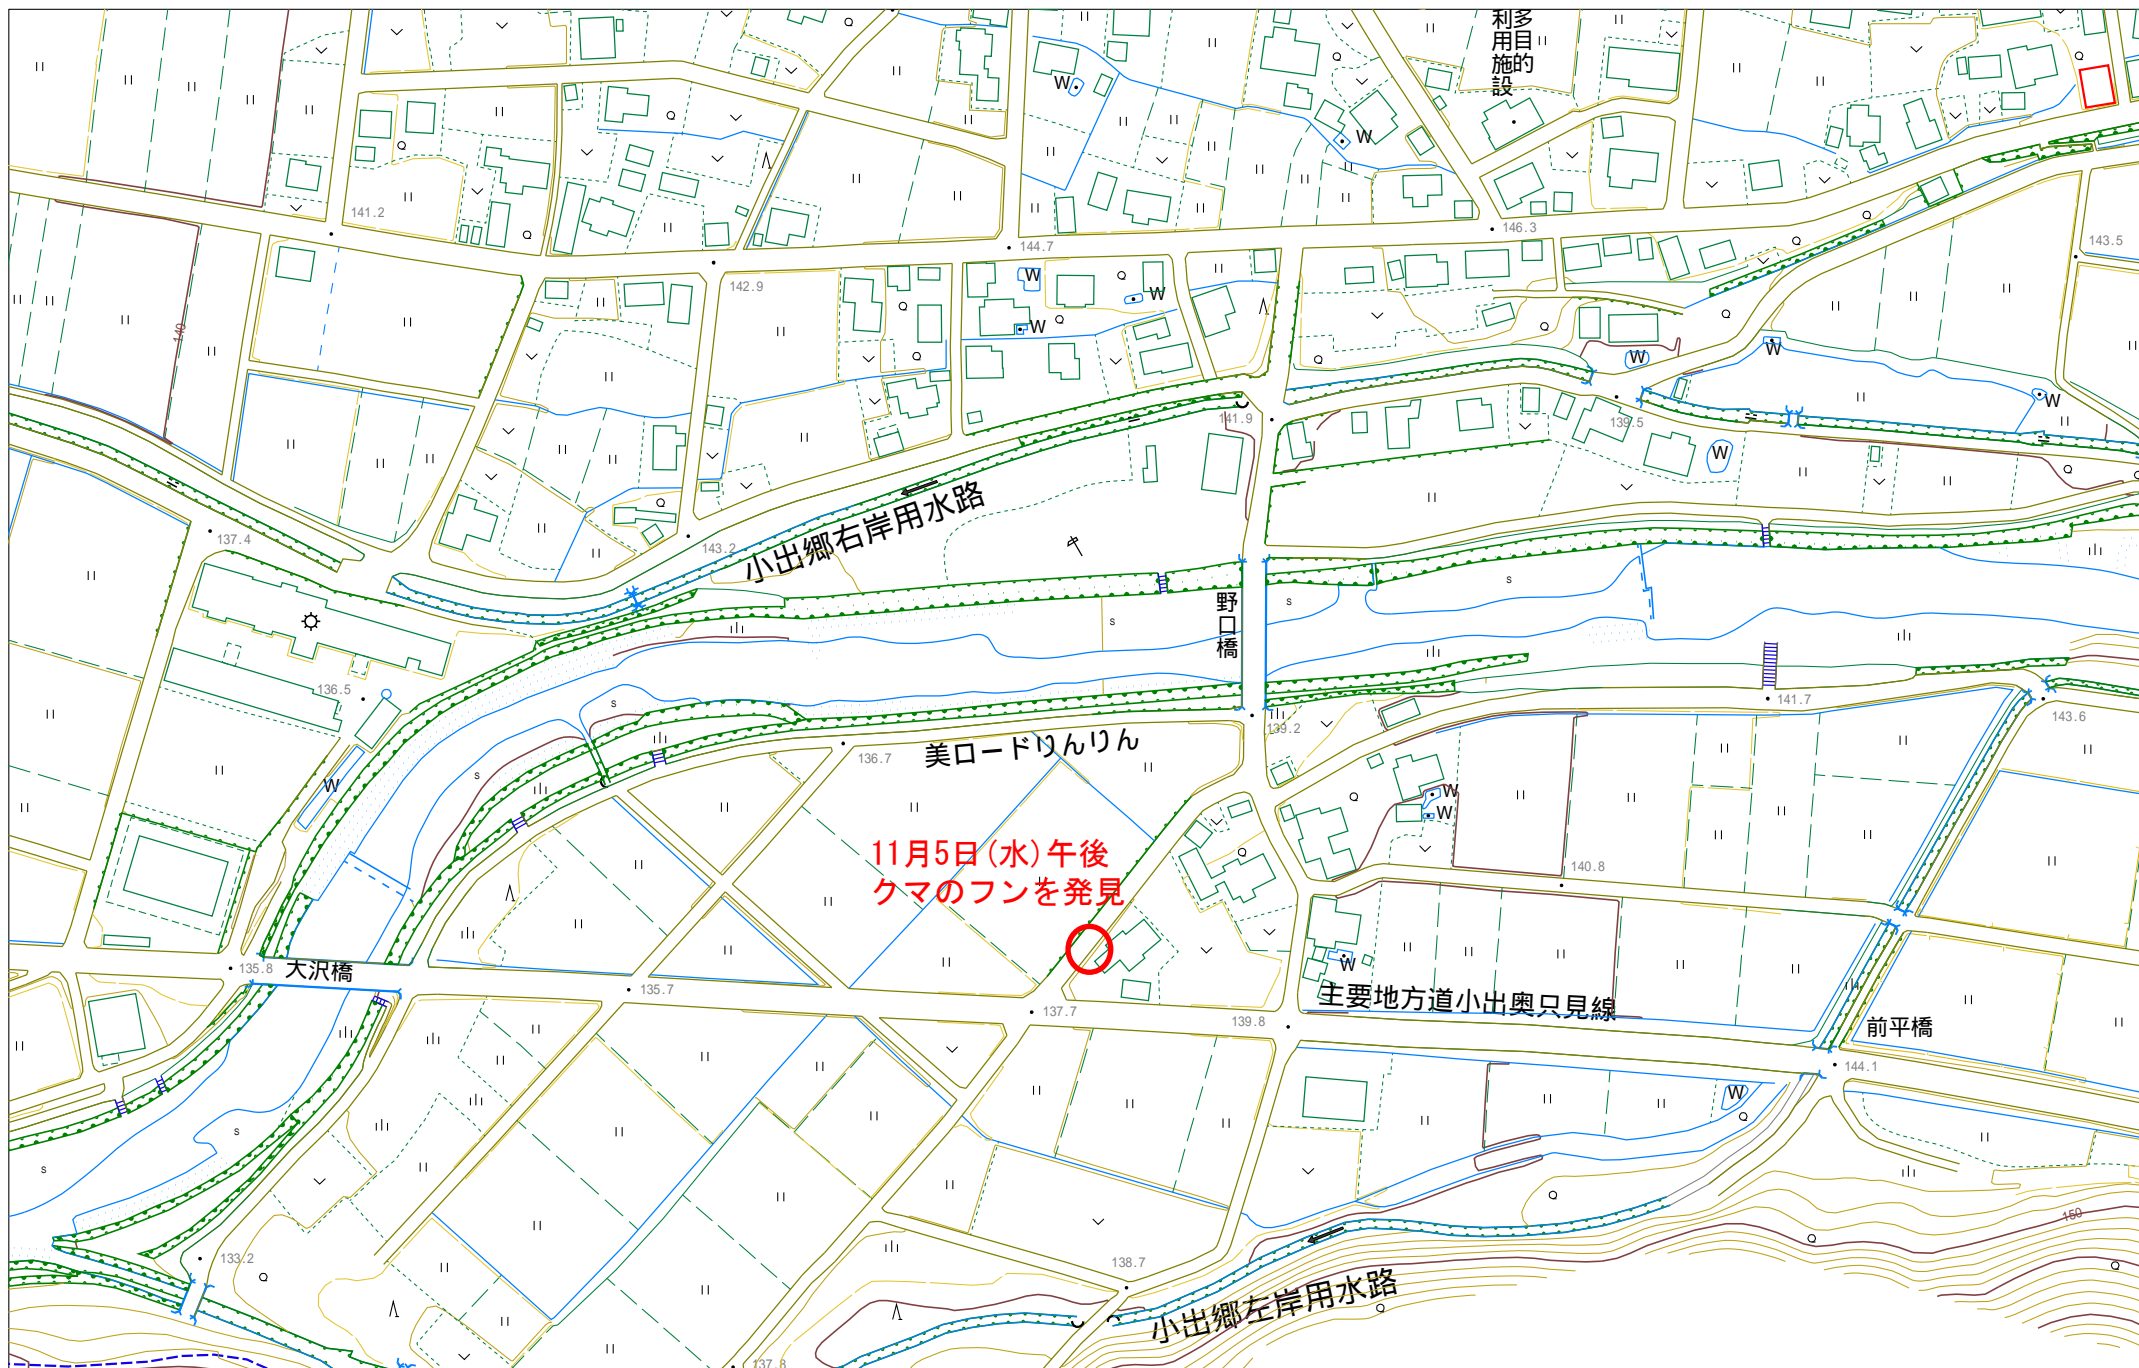 多目的
利用施設
W
W
141.2
144.7
146.3
143.5
142.9
W
W
W
140
W
W
W
141.9
139.5
W
137.4
143.2
小出郷右岸用水路
野口橋
136.5
141.7
143.6
139.2
136.7
美ロードりんりん
W
W
W
11月5日(水)午後
クマのフンを発見
140.8
135.8
大沢橋
135.7
W
主要地方道小出奥只見線
137.7
139.8
前平橋
144.1
W
150
133.2
138.7
小出郷左岸用水路
137.8